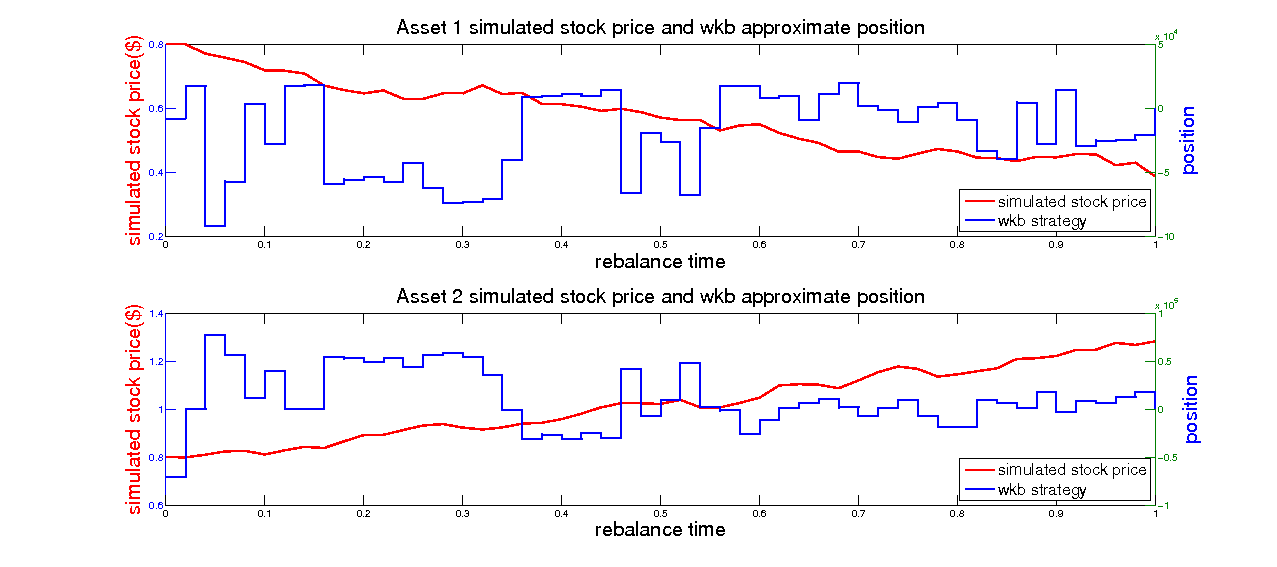 Asset 1 simulated stock price and wkb approximate position
x 10^4
simulated stock price($)
0.8
0.6
0.4
0.2
0 0.1 0.2 0.3 0.4 0.5 0.6 0.7 0.8 0.9 1
5
0
−5
−10
position
simulated stock price
wkb strategy
rebalance time
Asset 2 simulated stock price and wkb approximate position
x 10^5
simulated stock price($)
1.4
1.2
1
0.8
0.6
0 0.1 0.2 0.3 0.4 0.5 0.6 0.7 0.8 0.9 1
1
0.5
0
−0.5
−1
position
simulated stock price
wkb strategy
rebalance time